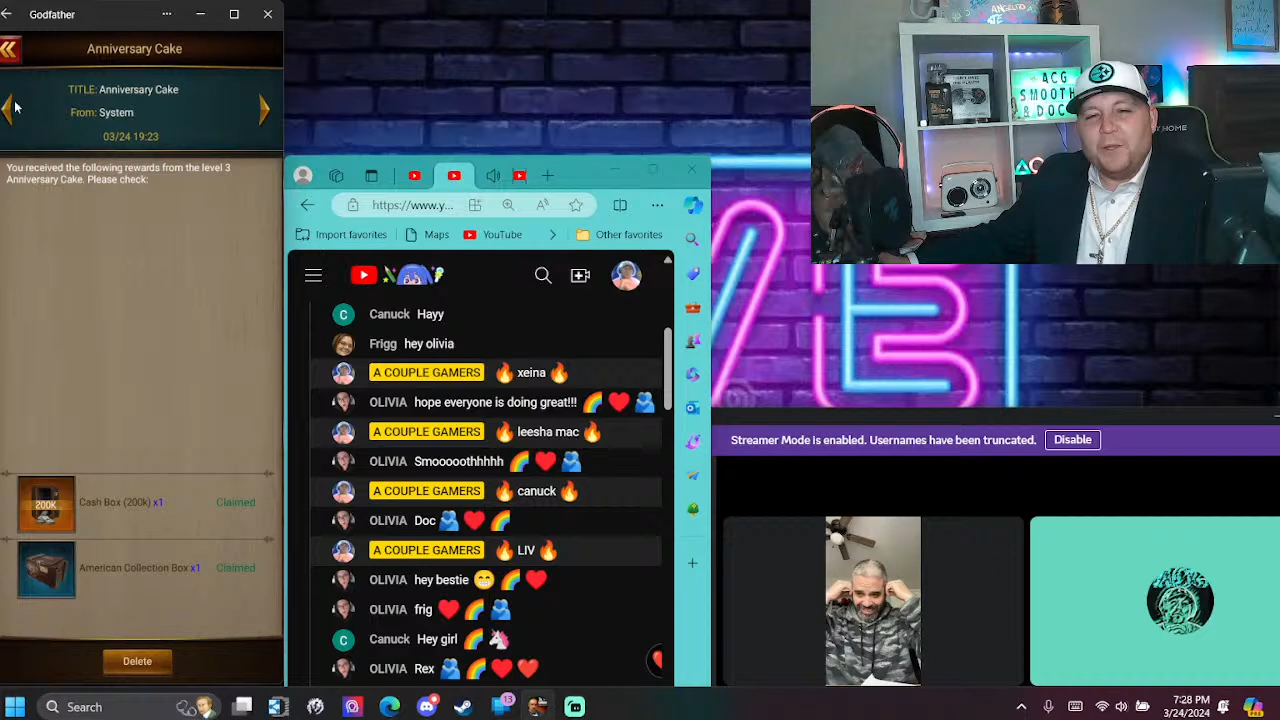 Godfather
Anniversary Cake
TITLE: Anniversary Cake
From: System
03/24 19:23
You received the following rewards from the level 3
Anniversary Cake. Please check:
200K
Cash Box (200k) x1
Claimed
American Collection Box x1
Claimed
Delete
https://www.y...
Import favorites
Maps
YouTube
Other favorites
C
Canuck Hayy
Frigg hey olivia
A COUPLE GAMERS 🔥 xeina 🔥
OLIVIA hope everyone is doing great!!! 🌈 ❤️ 🫂
A COUPLE GAMERS 🔥 leesha mac 🔥
OLIVIA Smooooothhhhh 🌈 ❤️ 🫂
A COUPLE GAMERS 🔥 canuck 🔥
OLIVIA Doc 🫂 ❤️ 🌈
A COUPLE GAMERS 🔥 LIV 🔥
OLIVIA hey bestie 😁 🌈 ❤️
OLIVIA frig ❤️ 🌈 🫂
C
Canuck Hey girl 🌈 🦄
OLIVIA Rex 🫂 🌈 ❤️ ❤️
ACG
SMOOTH
& DOC
Streamer Mode is enabled. Usernames have been truncated.
Disable
Search
13
7:28 PM
3/24/2024